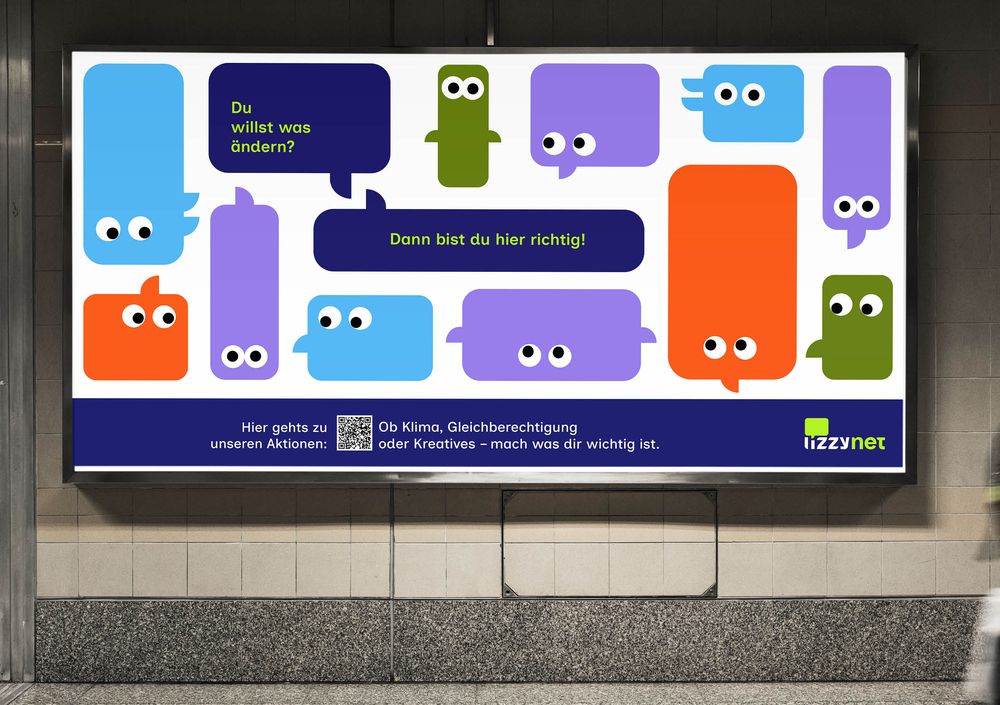 Du
willst was
ändern?
Dann bist du hier richtig!
Hier gehts zu
unseren Aktionen:
Ob Klima, Gleichberechtigung
oder Kreatives – mach was dir wichtig ist.
lizzynet